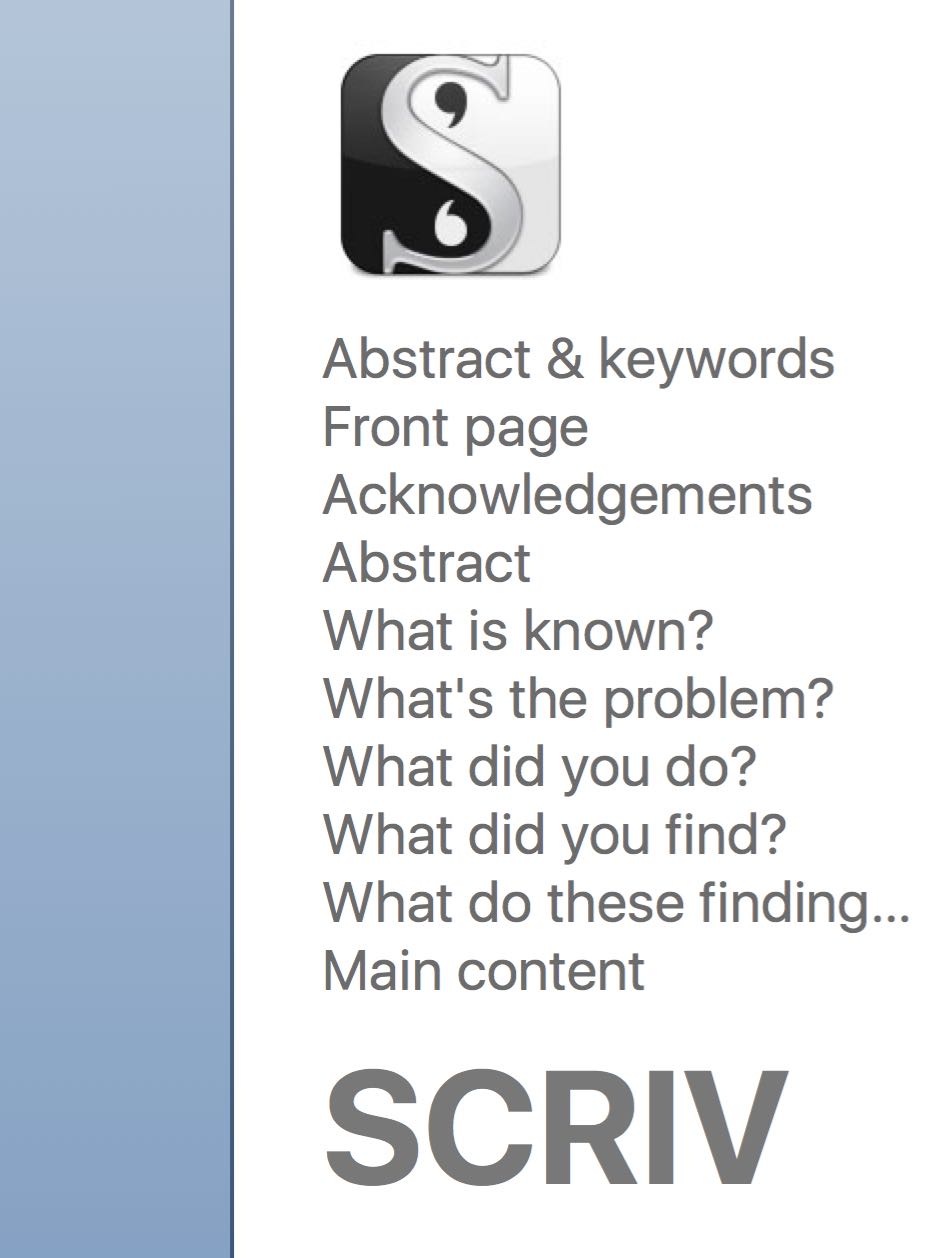 Abstract & keywords
Front page
Acknowledgements
Abstract
What is known?
What's the problem?
What did you do?
What did you find?
What do these finding...
Main content
SCRIV